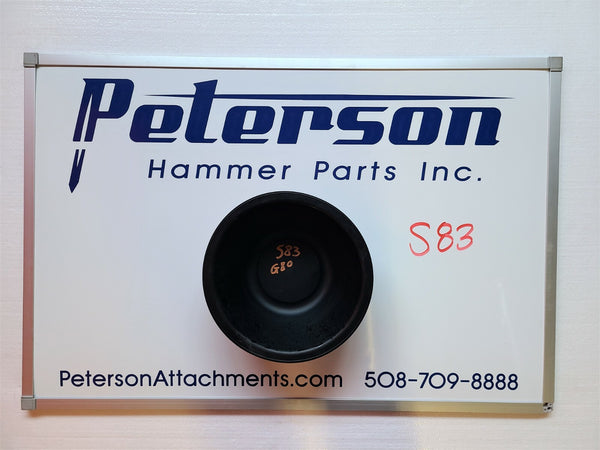 Peterson
Hammer Parts Inc.
S83
S83
G80
PetersonAttachments.com 508-709-8888